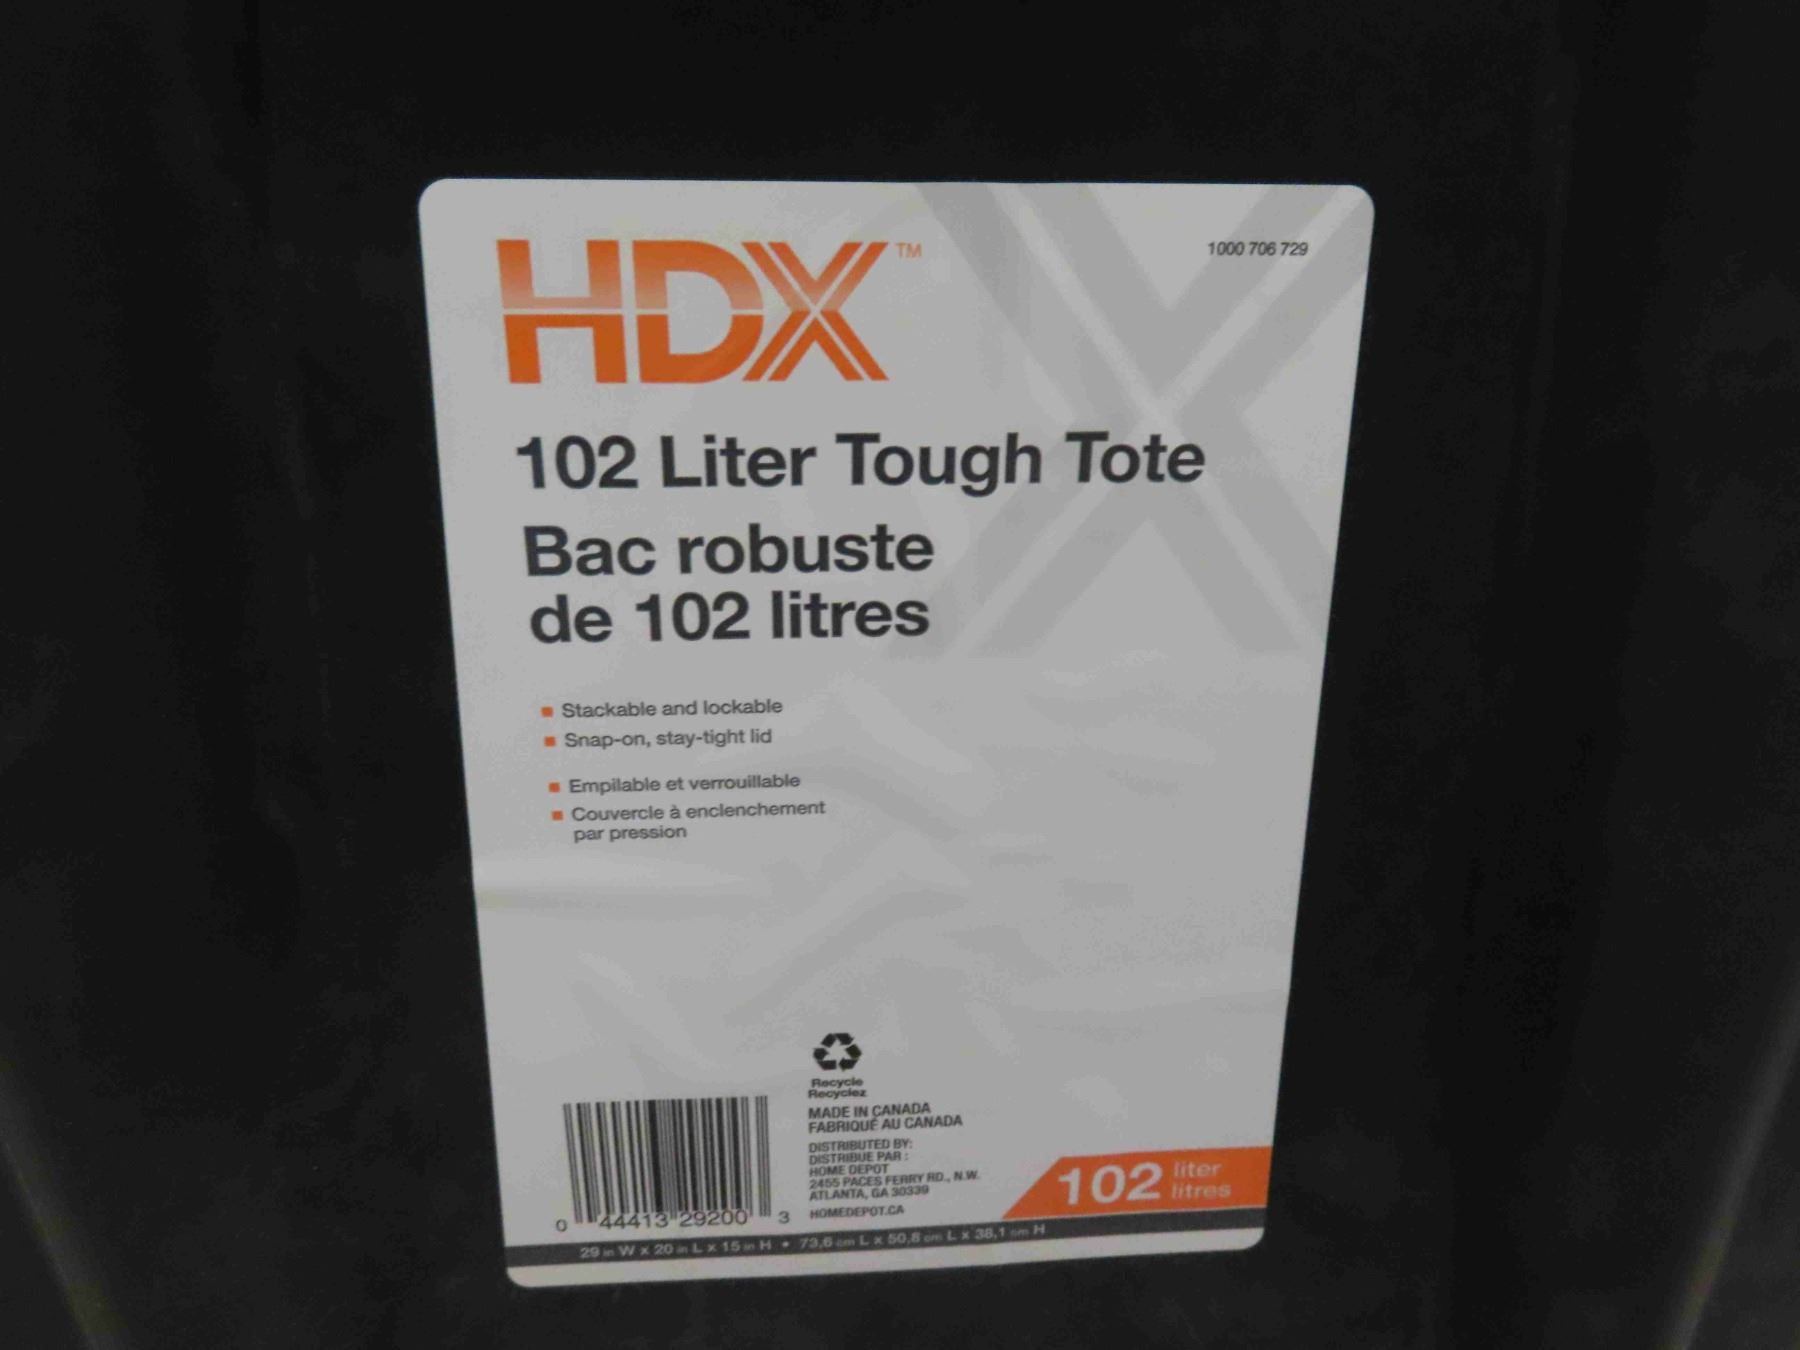 HDX™
1000 706 729
102 Liter Tough Tote
Bac robuste
de 102 litres
Stackable and lockable
Snap-on, stay-tight lid
Empilable et verrouillable
Couvercle à enclenchement
par pression
Recycle
Recyclez
MADE IN CANADA
FABRIQUÉ AU CANADA
DISTRIBUTED BY:
DISTRIBUE PAR :
HOME DEPOT
2455 PACES FERRY RD., N.W.
ATLANTA, GA 30339
HOMEDEPOT.CA
0 44413 29200 3
102 liter
litres
29 in W x 20 in L x 15 in H • 73,6 cm L x 50,8 cm L x 38,1 cm H